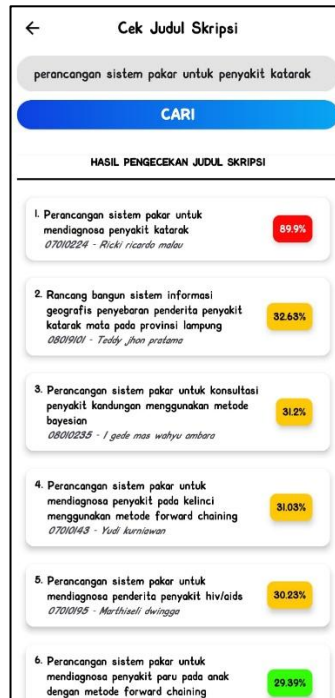 Cek Judul Skripsi
perancangan sistem pakar untuk penyakit katarak
CARI
HASIL PENGECEKAN JUDUL SKRIPSI
1. Perancangan sistem pakar untuk
mendiagnosa penyakit katarak
07010224 - Ricki ricardo malau
89.9%
2. Rancang bangun sistem informasi
geografis penyebaran penderita penyakit
katarak mata pada provinsi lampung
08019101 - Teddy jhon pratama
32.63%
3. Perancangan sistem pakar untuk konsultasi
penyakit kandungan menggunakan metode
bayesian
08010235 - I gede mas wahyu ambara
31.2%
4. Perancangan sistem pakar untuk
mendiagnosa penyakit pada kelinci
menggunakan metode forward chaining
07010143 - Yudi kurniawan
31.03%
5. Perancangan sistem pakar untuk
mendiagnosa penderita penyakit hiv/aids
07010195 - Marthiseli dwingga
30.23%
6. Perancangan sistem pakar untuk
mendiagnosa penyakit paru pada anak
dengan metode forward chaining
29.39%